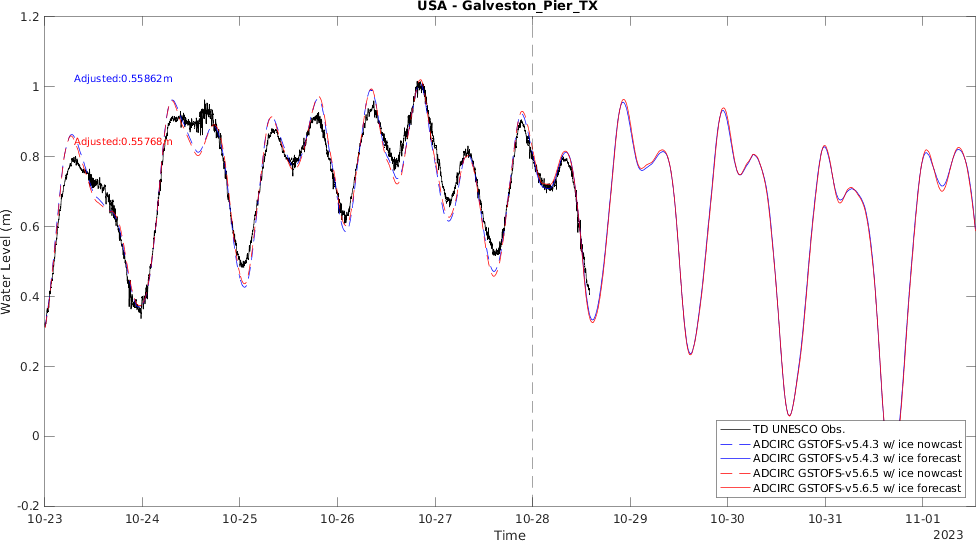 USA - Galveston_Pier_TX
1.2
1
0.8
0.6
0.4
0.2
0
-0.2
Water Level (m)
Adjusted:0.55862m
Adjusted:0.55768m
TD UNESCO Obs.
ADCIRC GSTOFS-v5.4.3 w/ ice nowcast
ADCIRC GSTOFS-v5.4.3 w/ ice forecast
ADCIRC GSTOFS-v5.6.5 w/ ice nowcast
ADCIRC GSTOFS-v5.6.5 w/ ice forecast
10-23 10-24 10-25 10-26 10-27 10-28 10-29 10-30 10-31 11-01
Time
2023